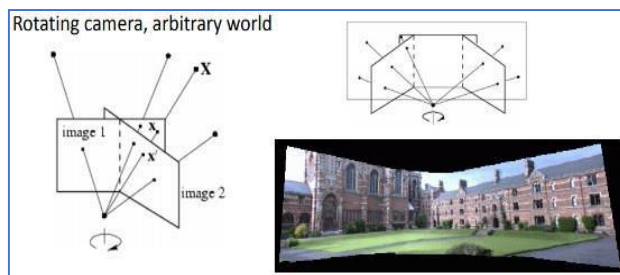 Rotating camera, arbitrary world
X
image 1
x
x'
image 2